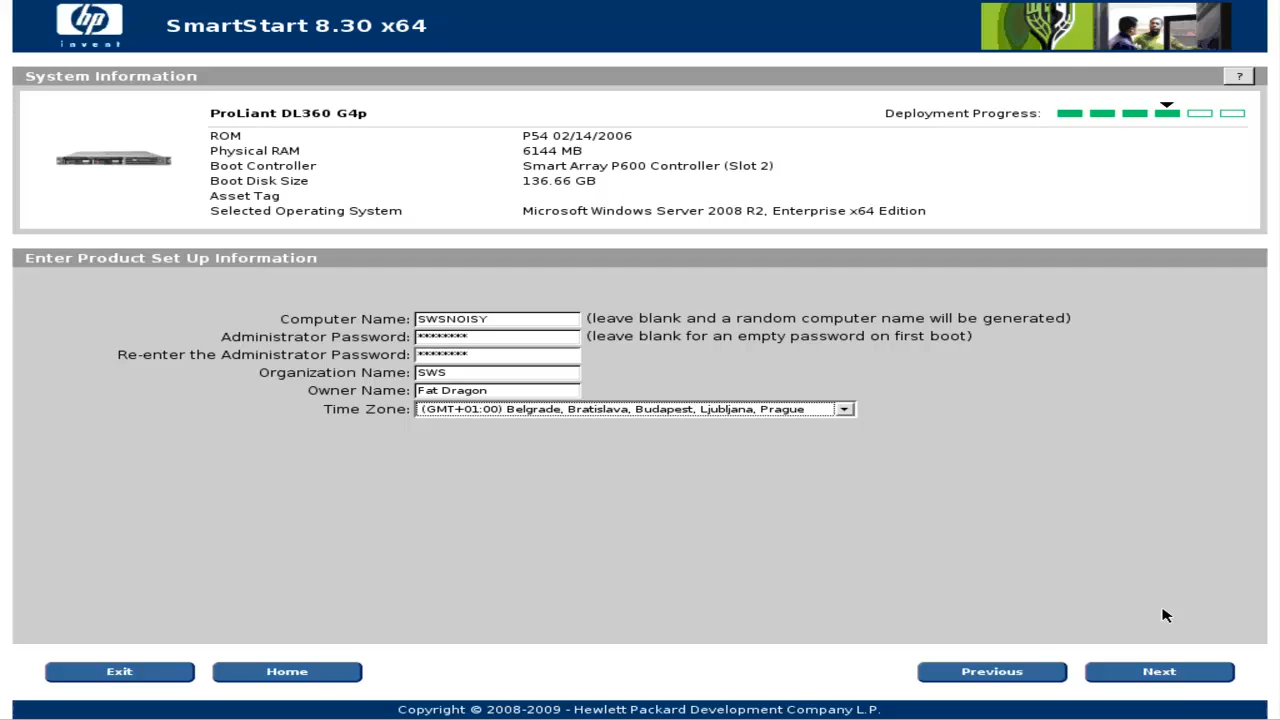 hp
invent
SmartStart 8.30 x64
System Information
?
ProLiant DL360 G4p
Deployment Progress:
ROM P54 02/14/2006
Physical RAM 6144 MB
Boot Controller Smart Array P600 Controller (Slot 2)
Boot Disk Size 136.66 GB
Asset Tag
Selected Operating System Microsoft Windows Server 2008 R2, Enterprise x64 Edition
Enter Product Set Up Information
Computer Name: SWSNOISY (leave blank and a random computer name will be generated)
Administrator Password: ******** (leave blank for an empty password on first boot)
Re-enter the Administrator Password: ********
Organization Name: SWS
Owner Name: Fat Dragon
Time Zone: (GMT+01:00) Belgrade, Bratislava, Budapest, Ljubljana, Prague
Exit Home Previous Next
Copyright © 2008-2009 - Hewlett Packard Development Company L.P.